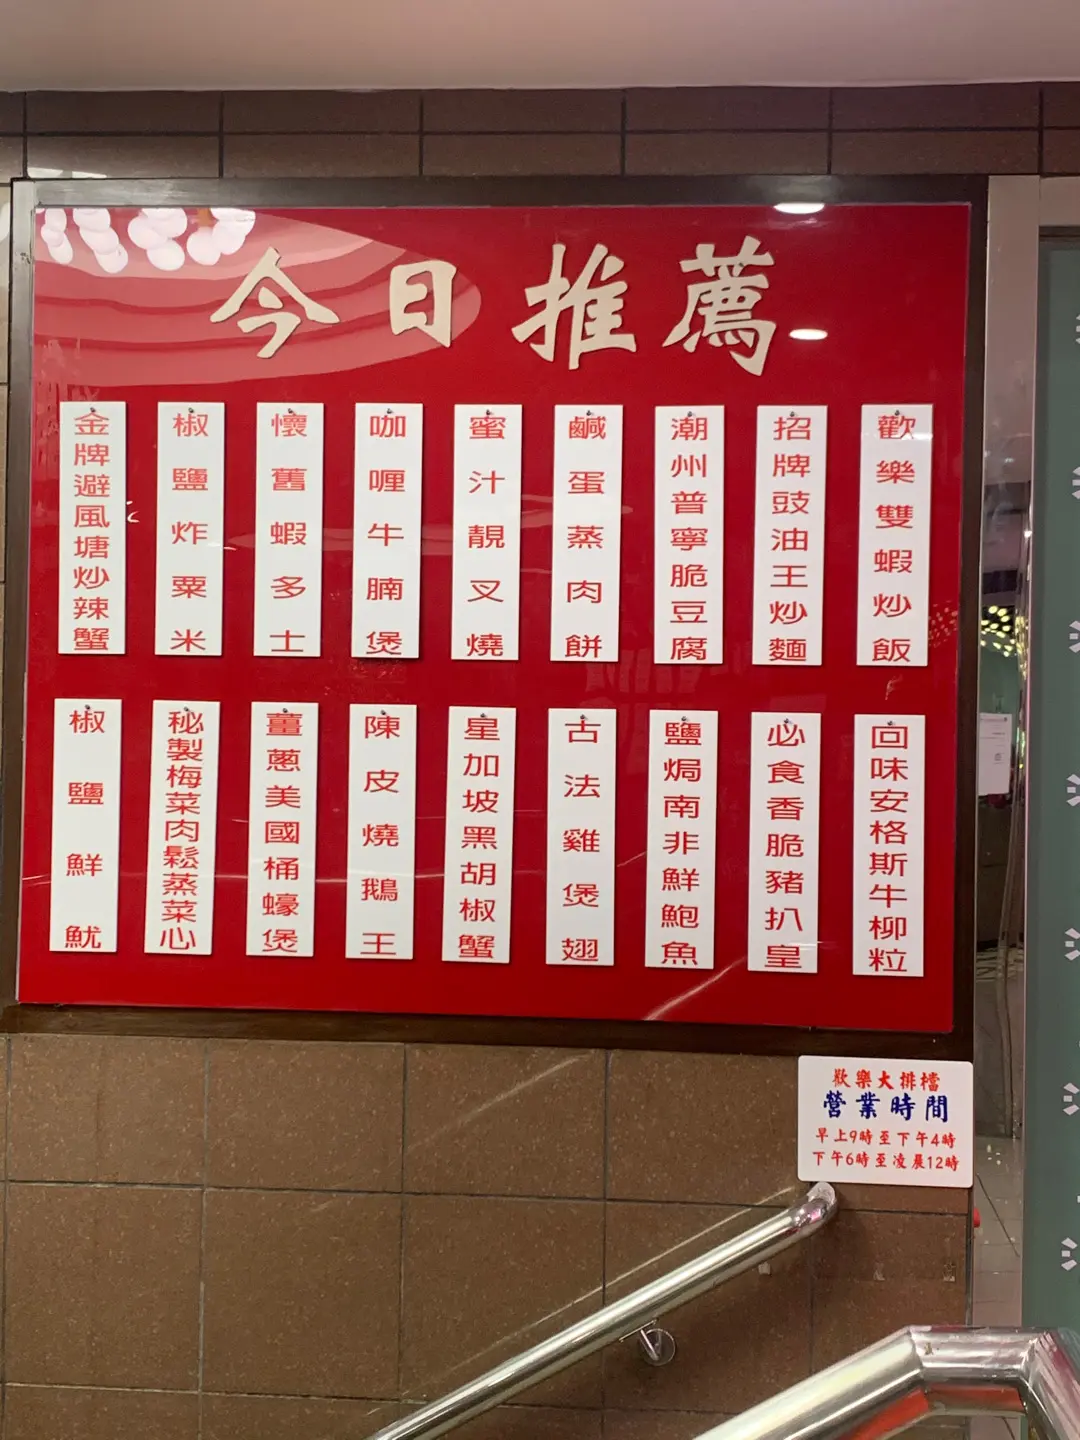 今日推薦
歡樂雙蝦炒飯
招牌豉油王炒麵
潮州普寧脆豆腐
鹹蛋蒸肉餅
蜜汁靚叉燒
咖喱牛腩煲
懷舊蝦多士
椒鹽炸粟米
金牌避風塘炒辣蟹
回味安格斯牛柳粒
必食香脆豬扒皇
鹽焗南非鮮鮑魚
古法雞煲翅
星加坡黑胡椒蟹
陳皮燒鵝王
薑蔥美國桶蠔煲
秘製梅菜肉鬆蒸菜心
椒鹽鮮魷
歡樂大排檔
營業時間
早上9時至下午4時
下午6時至凌晨12時